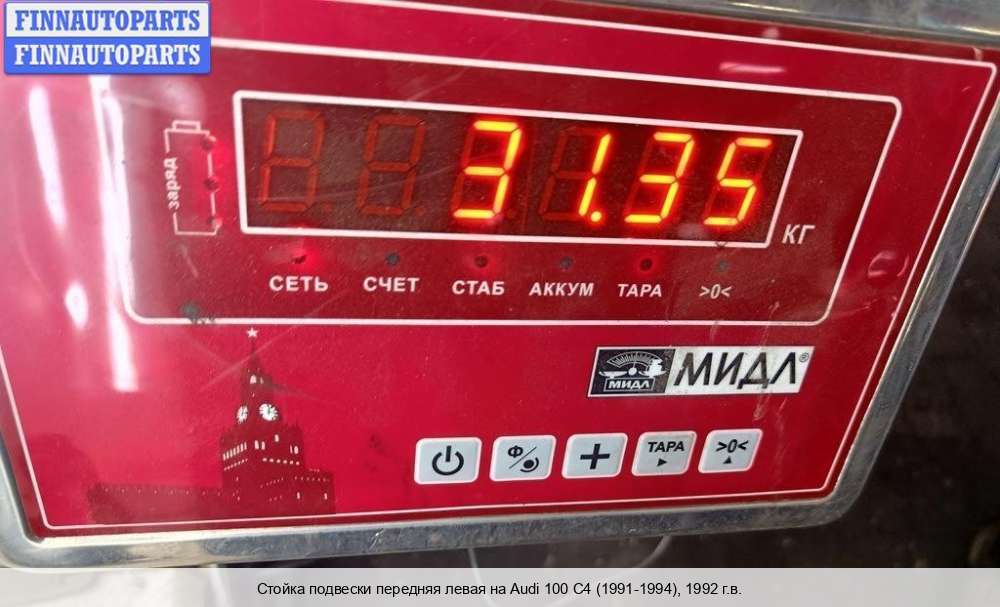 FINNAUTOPARTS
FINNAUTOPARTS
заряд
31.35
КГ
СЕТЬ СЧЕТ СТАБ АККУМ ТАРА >0<
МИДЛ МИДЛ®
Ф ТАРА >0<
Стойка подвески передняя левая на Audi 100 C4 (1991-1994), 1992 г.в.